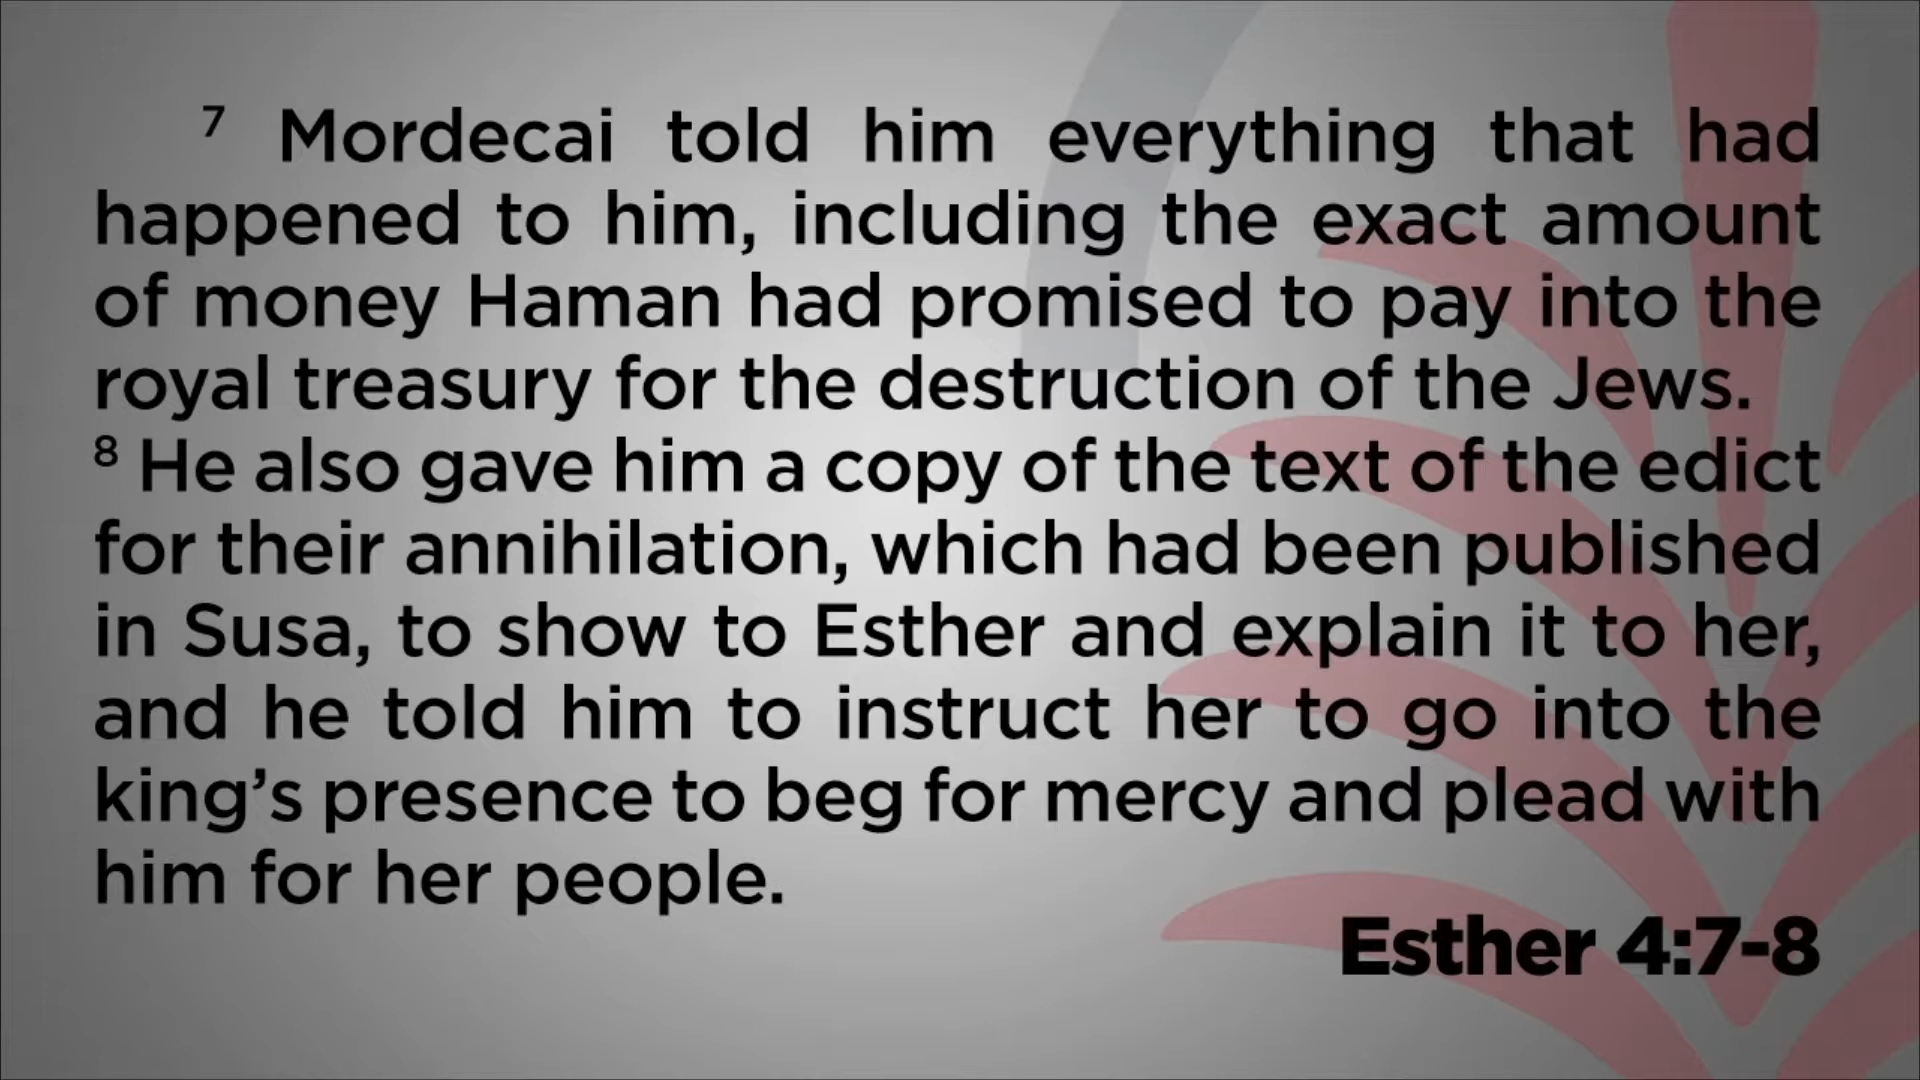 7 Mordecai told him everything that had
happened to him, including the exact amount
of money Haman had promised to pay into the
royal treasury for the destruction of the Jews.
8 He also gave him a copy of the text of the edict
for their annihilation, which had been published
in Susa, to show to Esther and explain it to her,
and he told him to instruct her to go into the
king’s presence to beg for mercy and plead with
him for her people.
Esther 4:7-8